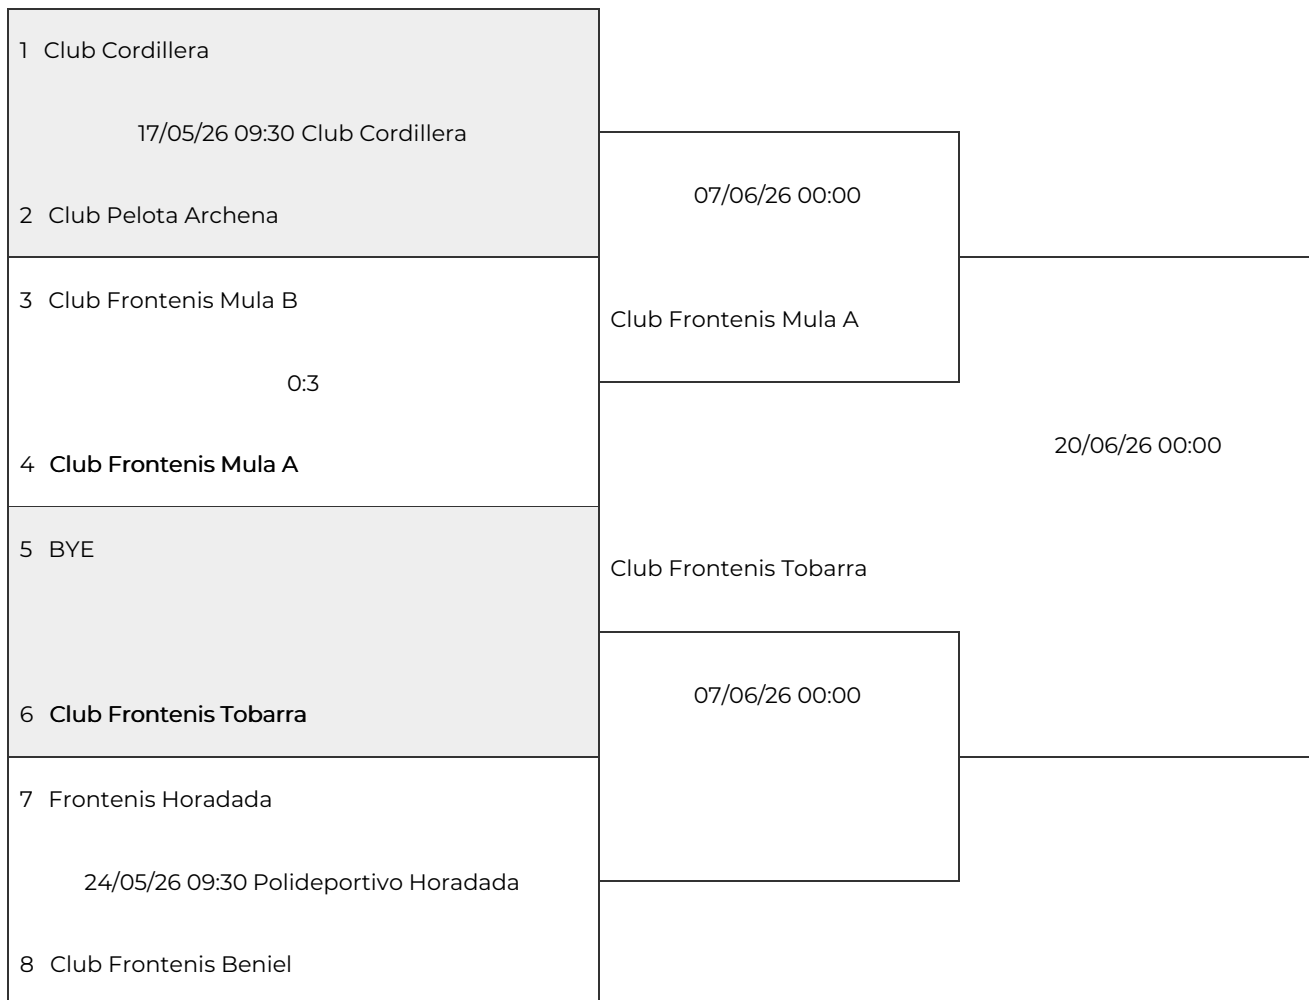 1 Club Cordillera
17/05/26 09:30 Club Cordillera
2 Club Pelota Archena
3 Club Frontenis Mula B
0:3
4 Club Frontenis Mula A
5 BYE
6 Club Frontenis Tobarra
7 Frontenis Horadada
24/05/26 09:30 Polideportivo Horadada
8 Club Frontenis Beniel
07/06/26 00:00
Club Frontenis Mula A
Club Frontenis Tobarra
07/06/26 00:00
20/06/26 00:00